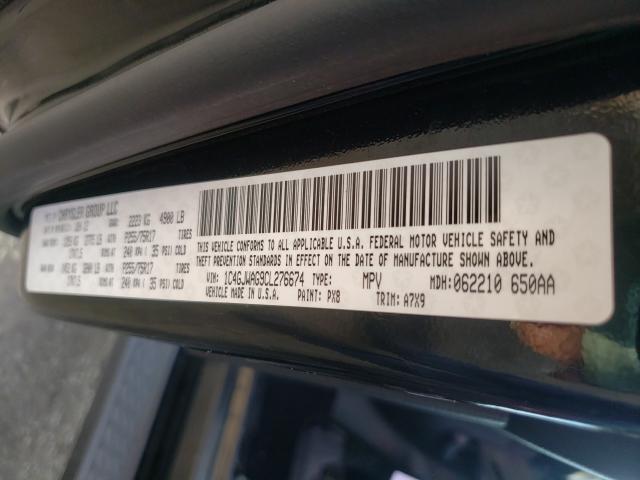 CHRYSLER GROUP LLC
2223 KG 4900 LB
P255/75R17
240 KPA ( 35 PSI) COLD
P255/75R17
240 KPA ( 35 PSI) COLD
THIS VEHICLE CONFORMS TO ALL APPLICABLE U.S.A. FEDERAL MOTOR VEHICLE SAFETY AND
THEFT PREVENTION STANDARDS IN EFFECT ON THE DATE OF MANUFACTURE SHOWN ABOVE.
VIN: 1C4GJWAG9CL276674 TYPE: MPV MDH: 062210 650AA
VEHICLE MADE IN U.S.A. PAINT: PX8 TRIM: A7X9